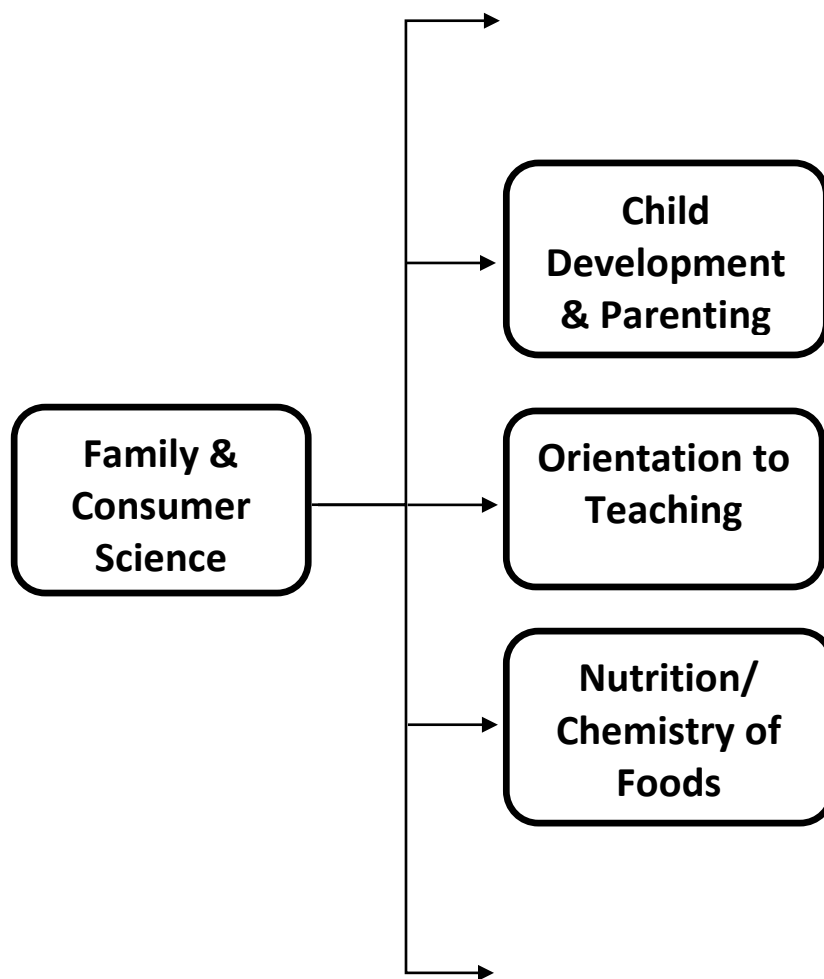 Family &
Consumer
Science
Child
Development
& Parenting
Orientation to
Teaching
Nutrition/
Chemistry of
Foods